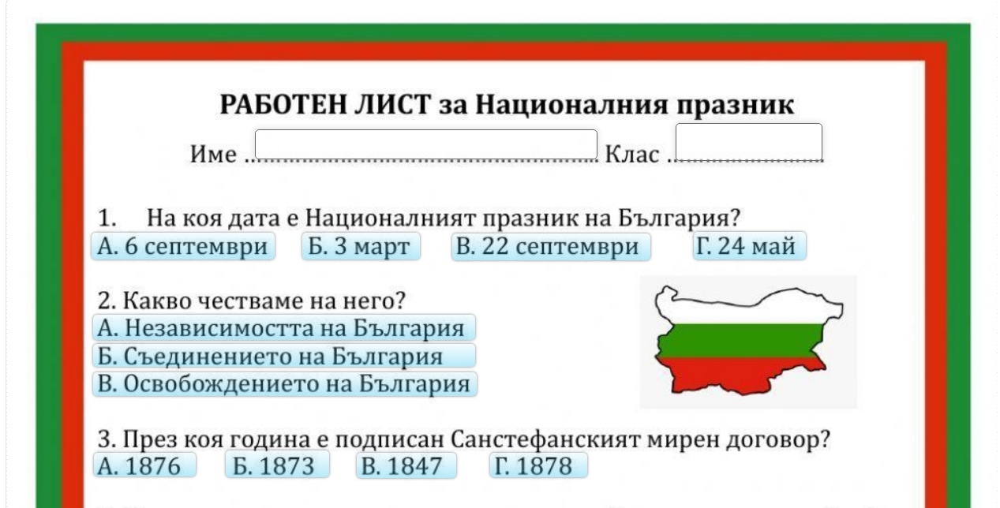 РАБОТЕН ЛИСТ за Националния празник
Име ........................................................ Клас ..........................
1. На коя дата е Националният празник на България?
А. 6 септември Б. 3 март В. 22 септември Г. 24 май
2. Какво честваме на него?
А. Независимостта на България
Б. Съединението на България
В. Освобождението на България
3. През коя година е подписан Санстефанският мирен договор?
А. 1876 Б. 1873 В. 1847 Г. 1878